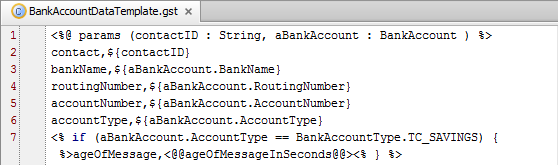 BankAccountDataTemplate.gst
1 <%@ params (contactID : String, aBankAccount : BankAccount ) %>
2 contact,${contactID}
3 bankName,${aBankAccount.BankName}
4 routingNumber,${aBankAccount.RoutingNumber}
5 accountNumber,${aBankAccount.AccountNumber}
6 accountType,${aBankAccount.AccountType}
7 <% if (aBankAccount.AccountType == BankAccountType.TC_SAVINGS) {
%>ageOfMessage,<@@ageOfMessageInSeconds@@><% } %>